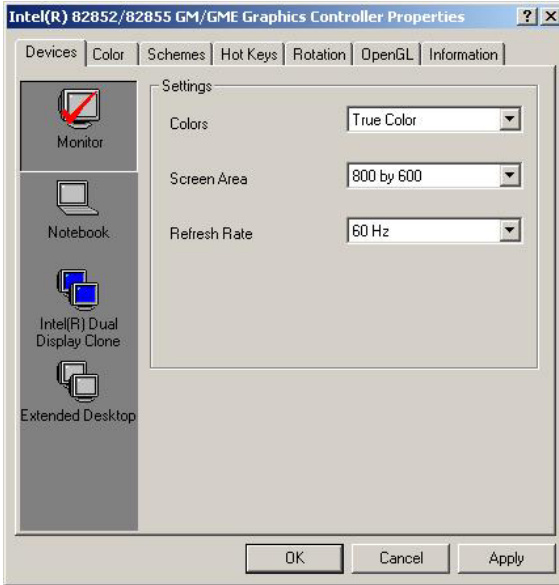 Intel(R) 82852/82855 GM/GME Graphics Controller Properties
Devices Color Schemes Hot Keys Rotation OpenGL Information
Settings
Monitor
Colors True Color
Screen Area 800 by 600
Notebook
Refresh Rate 60 Hz
Intel(R) Dual
Display Clone
Extended Desktop
OK Cancel Apply